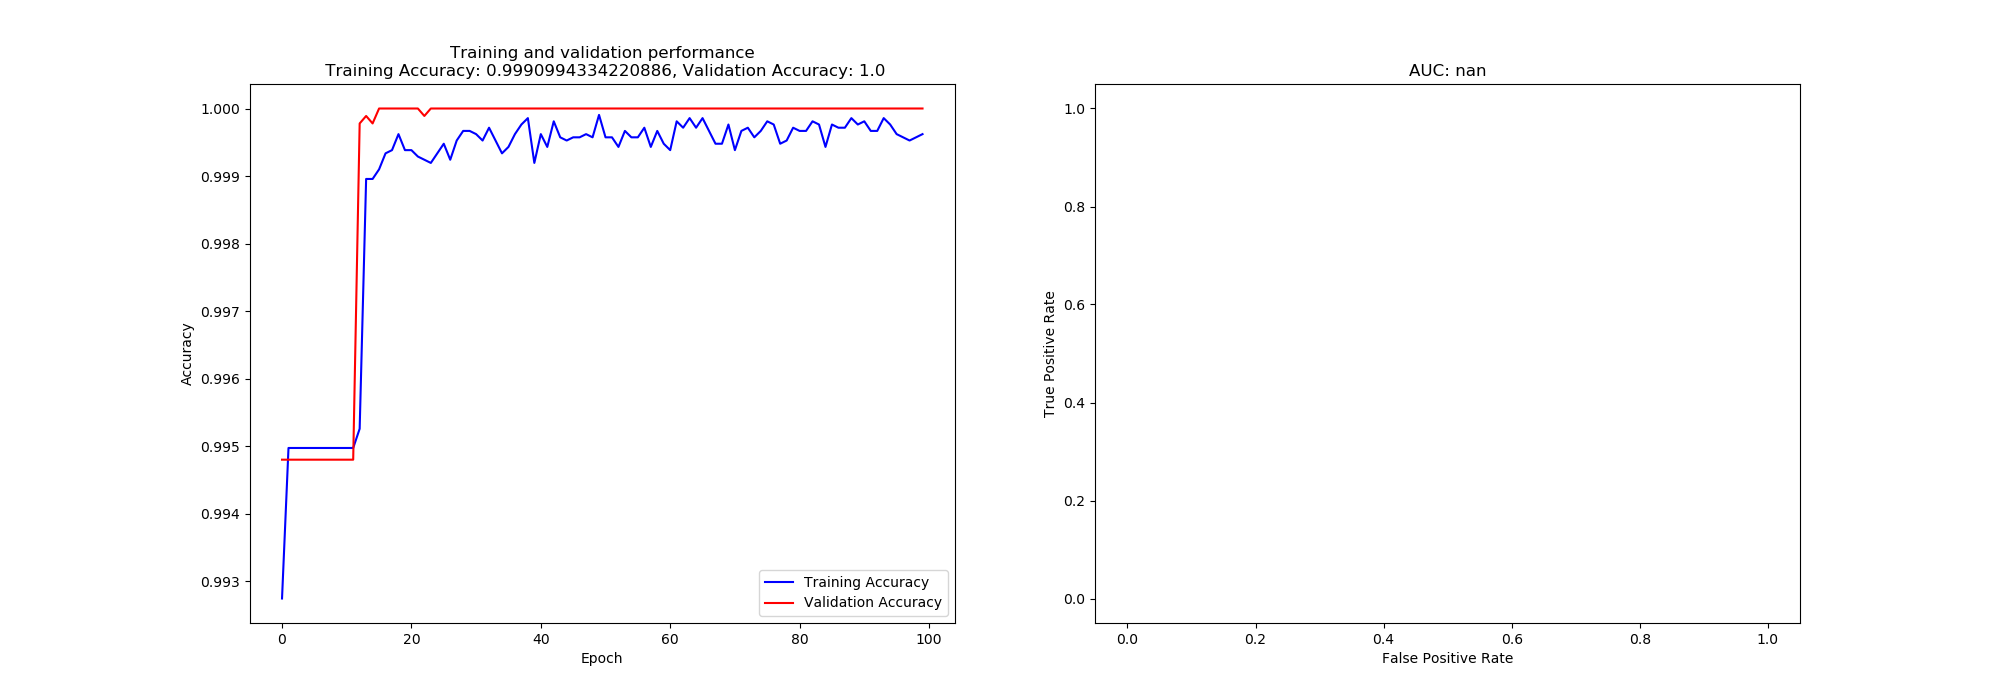 Training and validation performance
Training Accuracy: 0.9990994334220886, Validation Accuracy: 1.0
1.000
0.999
0.998
0.997
0.996
0.995
0.994
0.993
Accuracy
0
20
40
60
80
100
Epoch
Training Accuracy
Validation Accuracy
AUC: nan
1.0
0.8
0.6
0.4
0.2
0.0
True Positive Rate
0.0
0.2
0.4
0.6
0.8
1.0
False Positive Rate